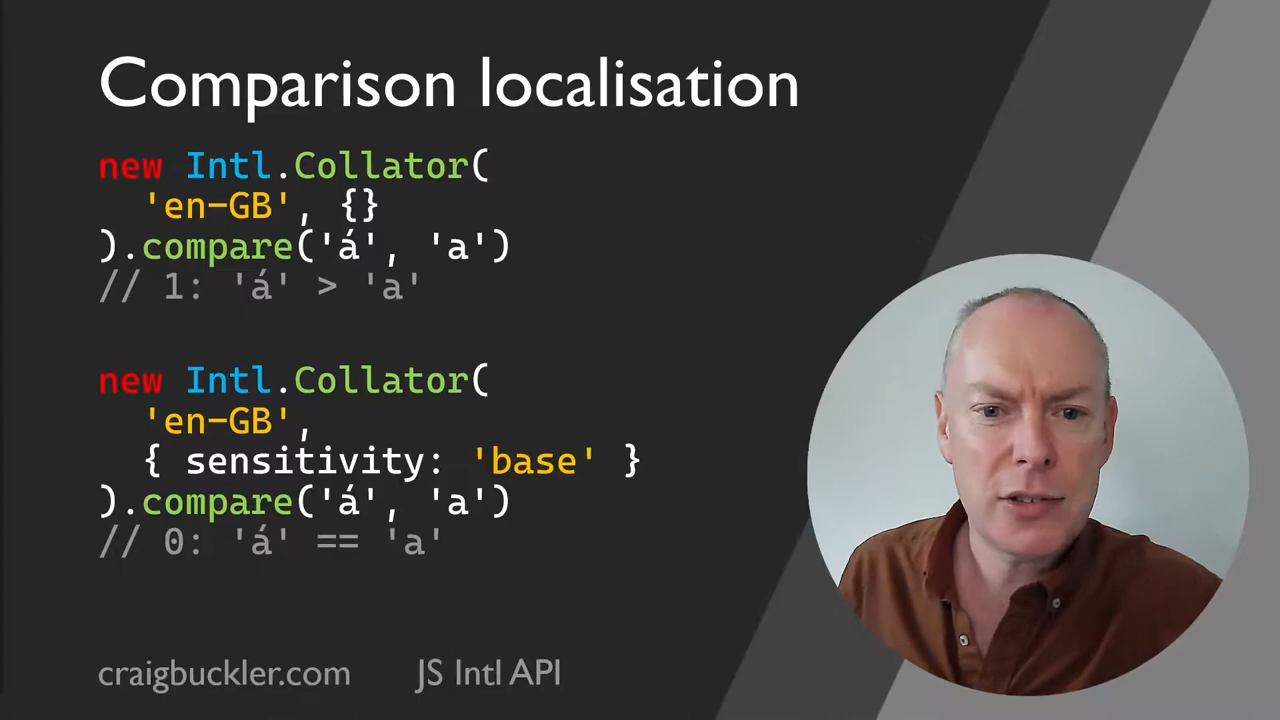 Comparison localisation
new Intl.Collator(
'en-GB', {}
).compare('á', 'a')
// 1: 'á' > 'a'
new Intl.Collator(
'en-GB',
{ sensitivity: 'base' }
).compare('á', 'a')
// 0: 'á' == 'a'
craigbuckler.com JS Intl API